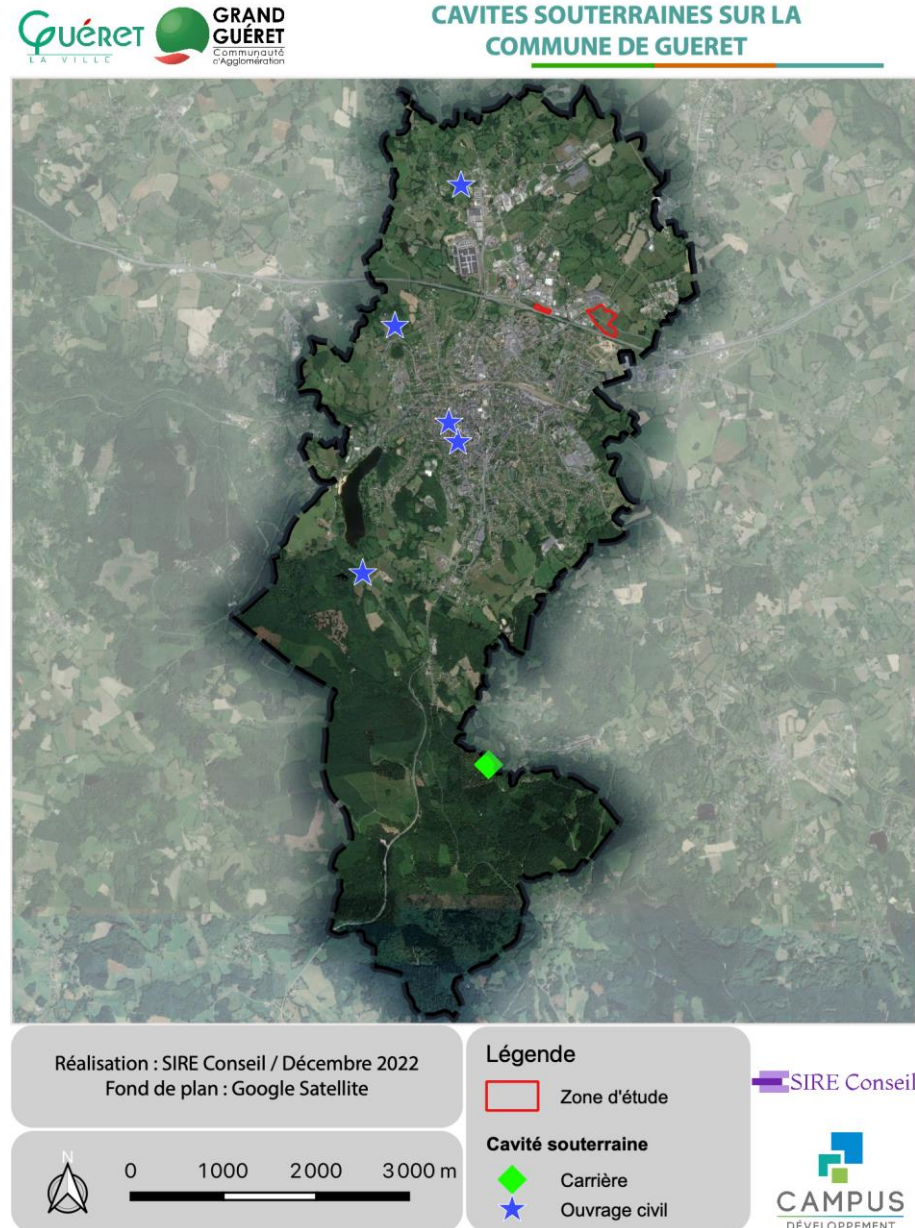 Guéret
LA VILLE
GRAND
GUÉRET
Communauté
d'Agglomération
CAVITES SOUTERRAINES SUR LA
COMMUNE DE GUERET
Réalisation : SIRE Conseil / Décembre 2022
Fond de plan : Google Satellite
N
0 1000 2000 3000 m
Légende
Zone d'étude
Cavité souterraine
Carrière
Ouvrage civil
SIRE Conseil
CAMPUS
DÉVELOPPEMENT